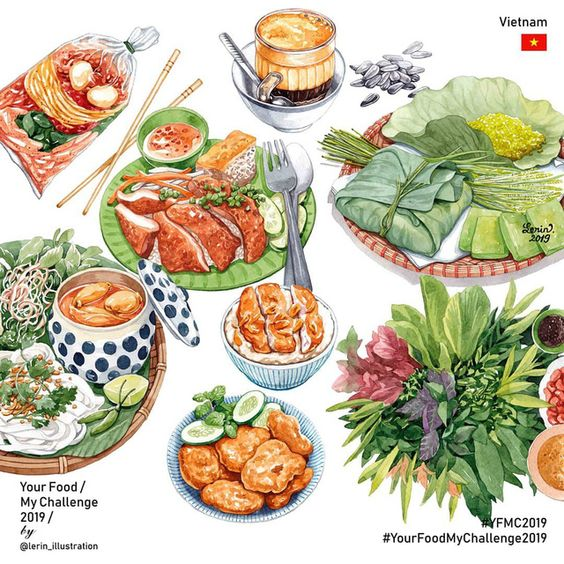 Vietnam
Lerin.
2019
Your Food /
My Challenge
2019 /
by
@lerin_illustration
#YFMC2019
#YourFoodMyChallenge2019